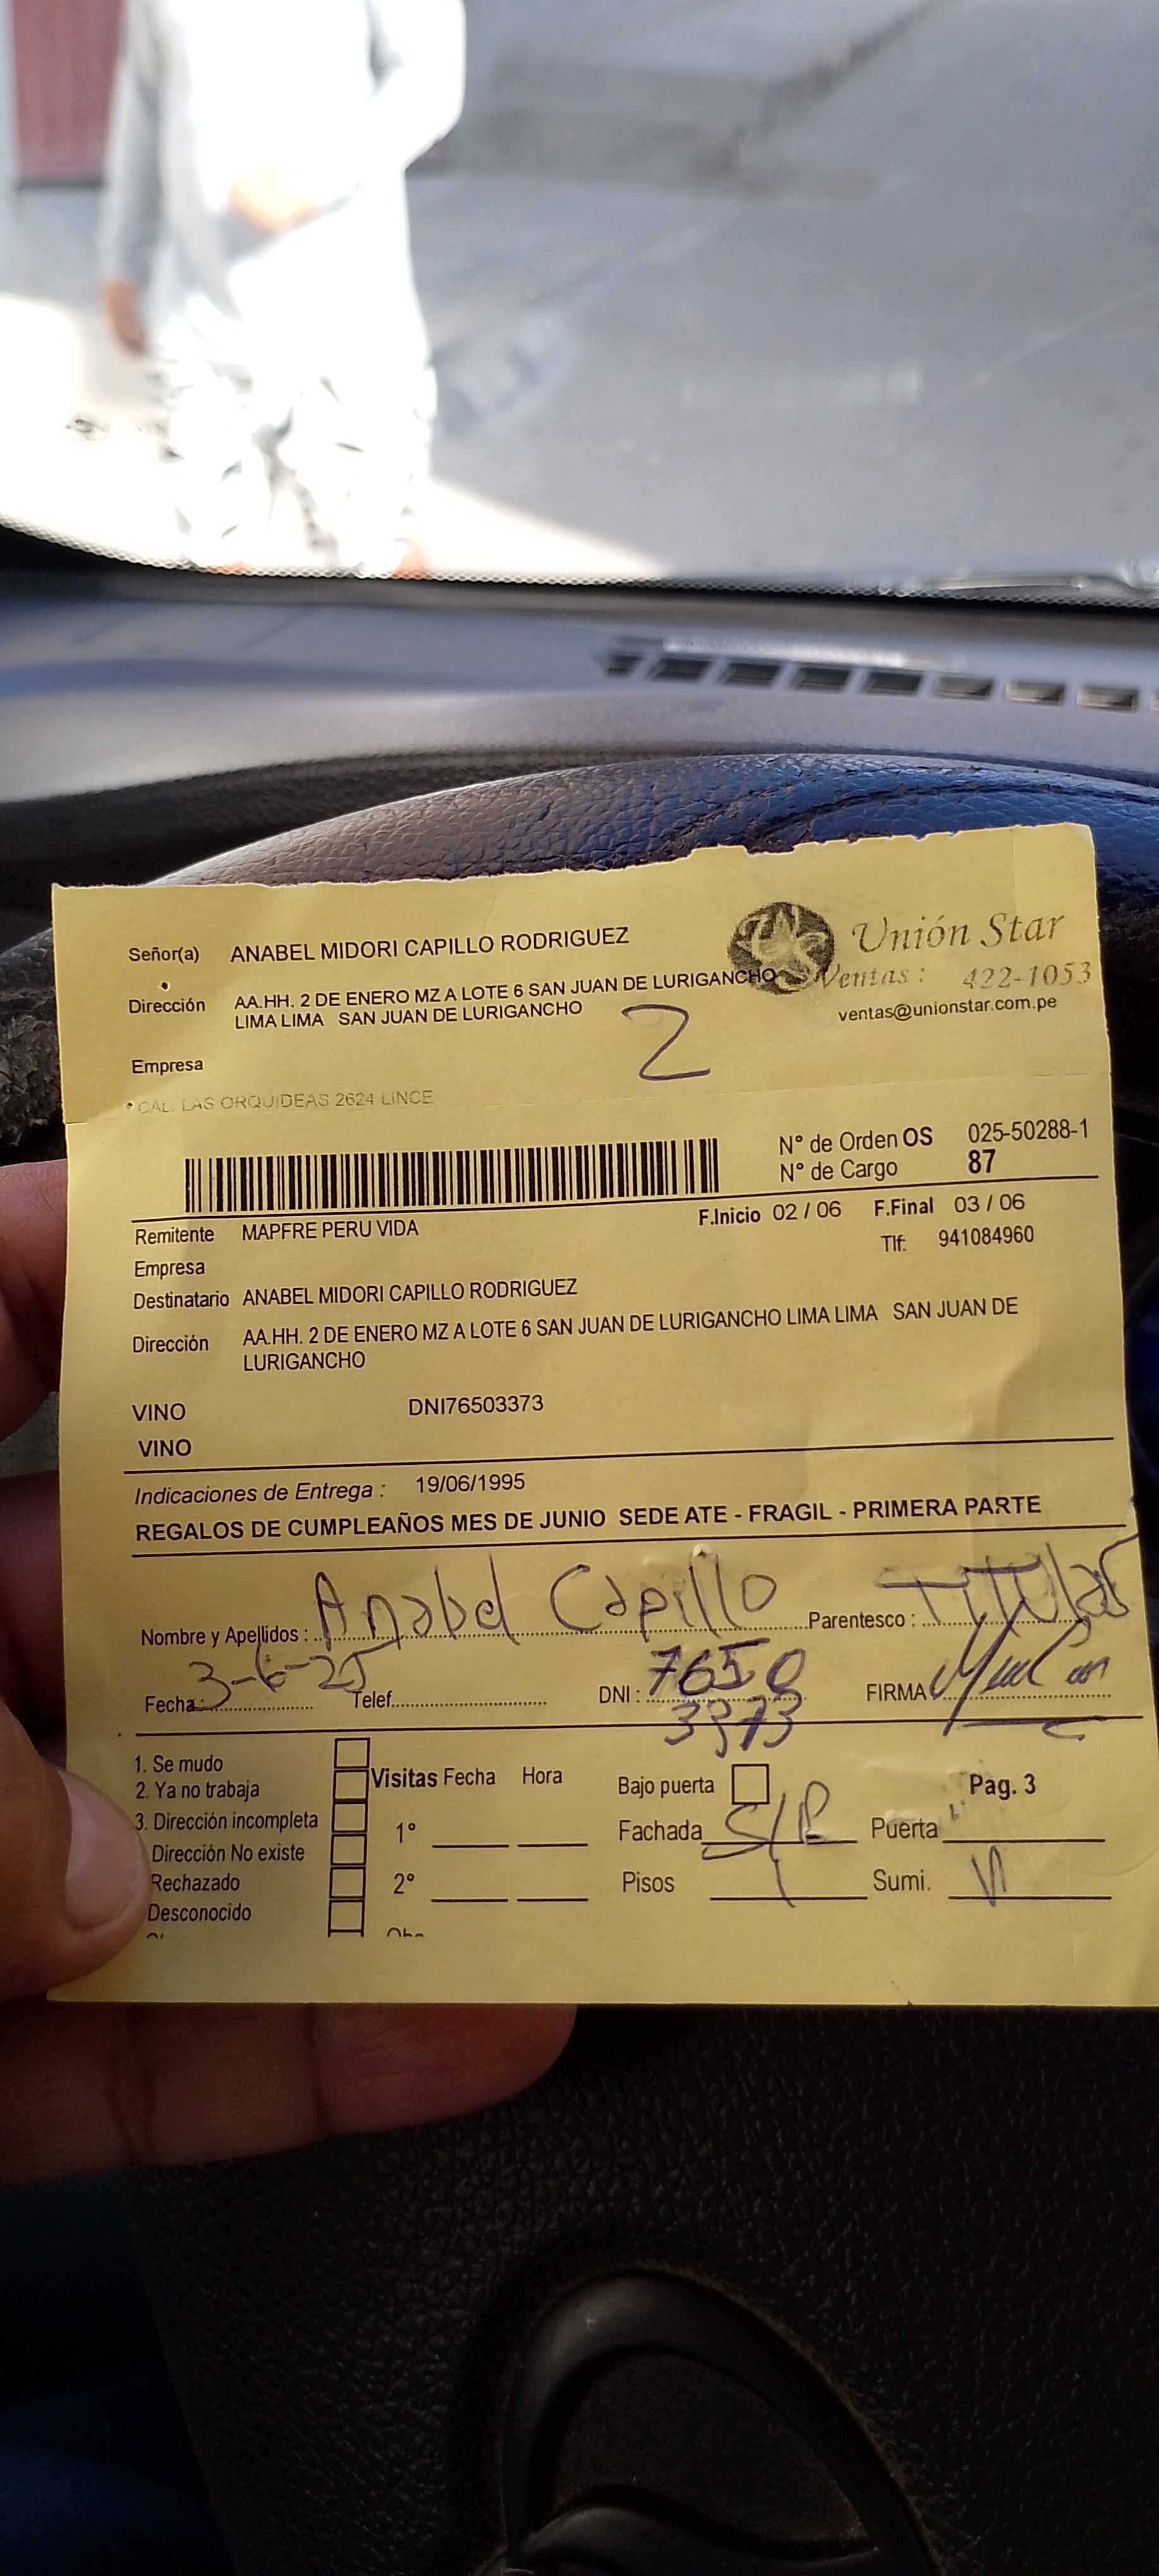 Señor(a) ANABEL MIDORI CAPILLO RODRIGUEZ
Unión Star
Dirección AA.HH. 2 DE ENERO MZ A LOTE 6 SAN JUAN DE LURIGANCHO
LIMA LIMA SAN JUAN DE LURIGANCHO
Ventas: 422-1053
ventas@unionstar.com.pe
2
Empresa
CAL. LAS ORQUIDEAS 2624 LINCE
N° de Orden OS 025-50288-1
N° de Cargo 87
Remitente MAPFRE PERU VIDA
F.Inicio 02 / 06 F.Final 03 / 06
Empresa
Tlf: 941084960
Destinatario ANABEL MIDORI CAPILLO RODRIGUEZ
Dirección AA.HH. 2 DE ENERO MZ A LOTE 6 SAN JUAN DE LURIGANCHO LIMA LIMA SAN JUAN DE
LURIGANCHO
VINO DNI76503373
VINO
Indicaciones de Entrega : 19/06/1995
REGALOS DE CUMPLEAÑOS MES DE JUNIO SEDE ATE - FRAGIL - PRIMERA PARTE
Nombre y Apellidos : Anabel Capillo Parentesco : Titular
Fecha: 3-6-25 Telef. DNI : 7650
3373
FIRMA
1. Se mudo
2. Ya no trabaja
3. Dirección incompleta
Dirección No existe
Rechazado
Desconocido
Visitas Fecha Hora
1°
2°
Bajo puerta
Pag. 3
Fachada S/R Puerta
Pisos 1 Sumi.